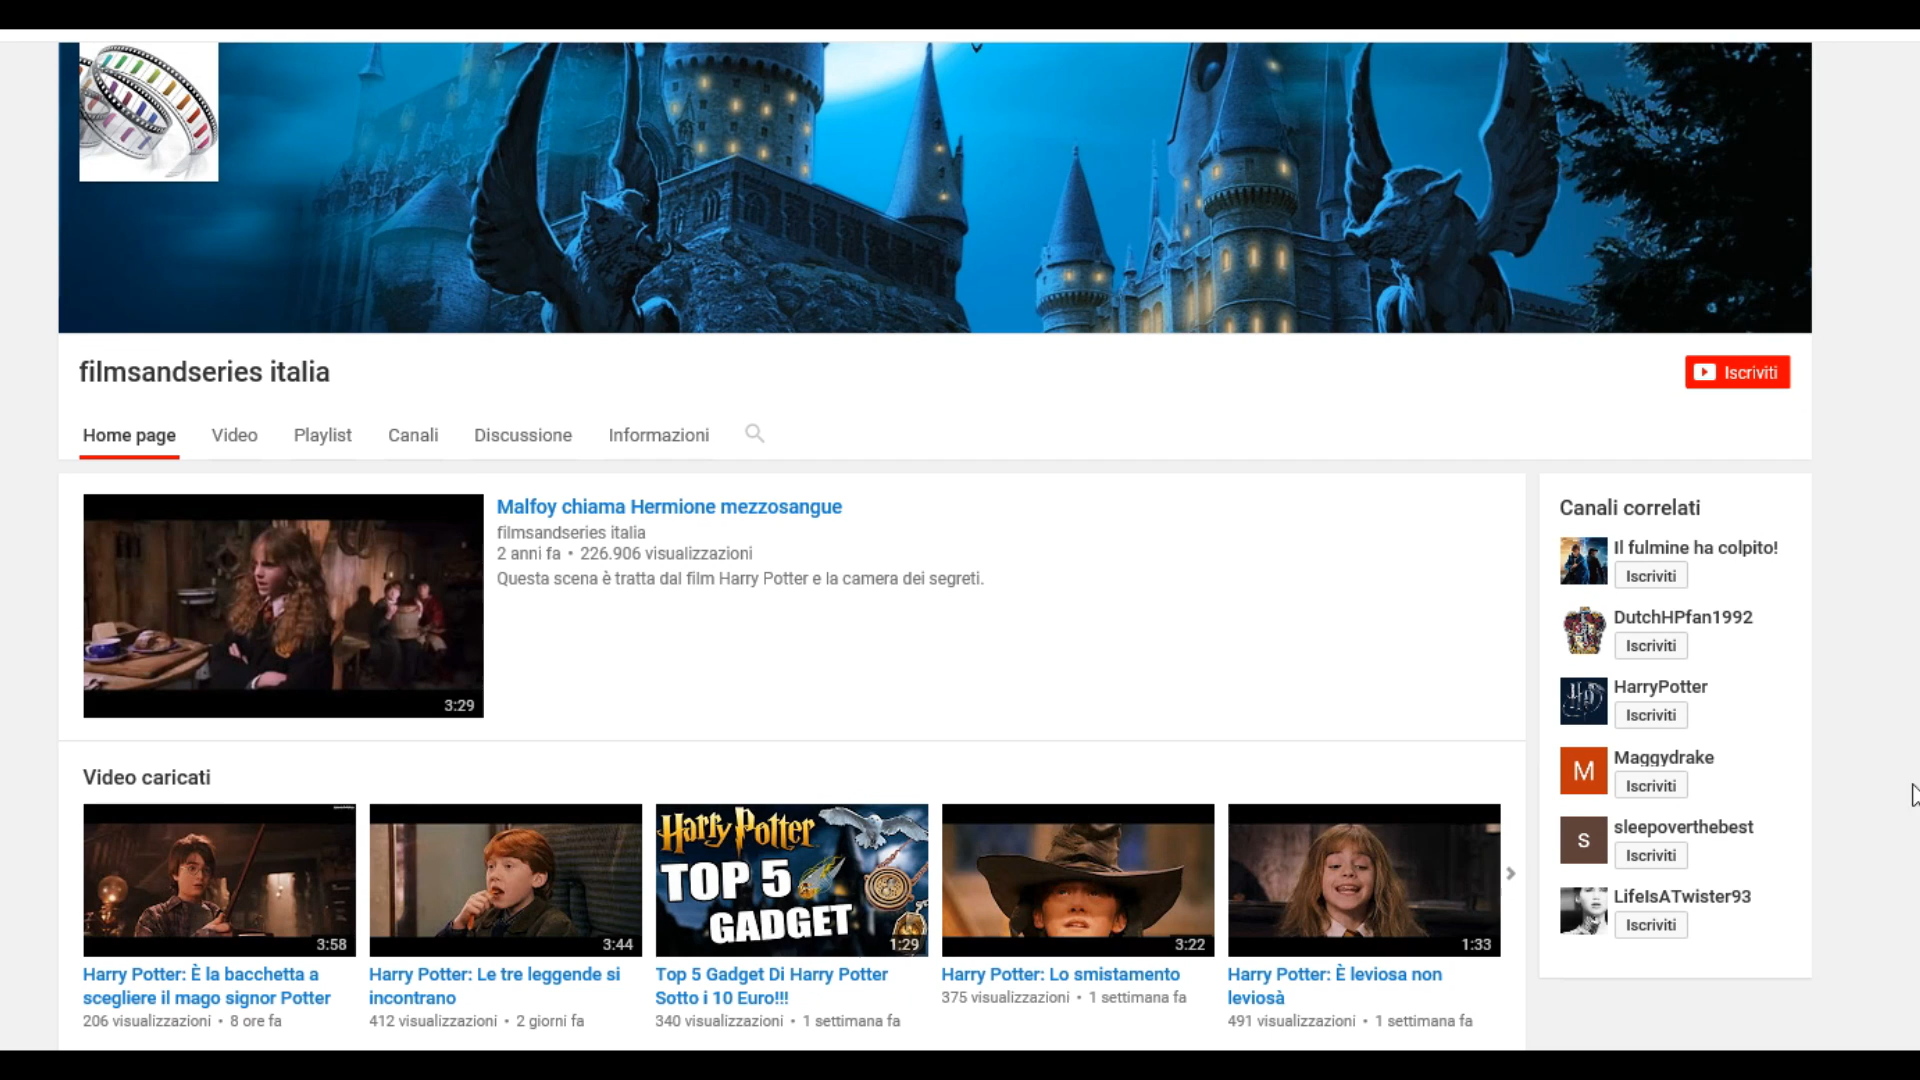 filmsandseries italia
Iscriviti
Home page Video Playlist Canali Discussione Informazioni
3:29
Malfoy chiama Hermione mezzosangue
filmsandseries italia
2 anni fa • 226.906 visualizzazioni
Questa scena è tratta dal film Harry Potter e la camera dei segreti.
Video caricati
3:58
Harry Potter: È la bacchetta a
scegliere il mago signor Potter
206 visualizzazioni • 8 ore fa
3:44
Harry Potter: Le tre leggende si
incontrano
412 visualizzazioni • 2 giorni fa
Harry Potter
TOP 5
GADGET
1:29
Top 5 Gadget Di Harry Potter
Sotto i 10 Euro!!!
340 visualizzazioni • 1 settimana fa
3:22
Harry Potter: Lo smistamento
375 visualizzazioni • 1 settimana fa
1:33
Harry Potter: È leviosa non
leviosà
491 visualizzazioni • 1 settimana fa
Canali correlati
Il fulmine ha colpito!
Iscriviti
DutchHPfan1992
Iscriviti
HP
HarryPotter
Iscriviti
M
Maggydrake
Iscriviti
s
sleepoverthebest
Iscriviti
LifeIsATwister93
Iscriviti